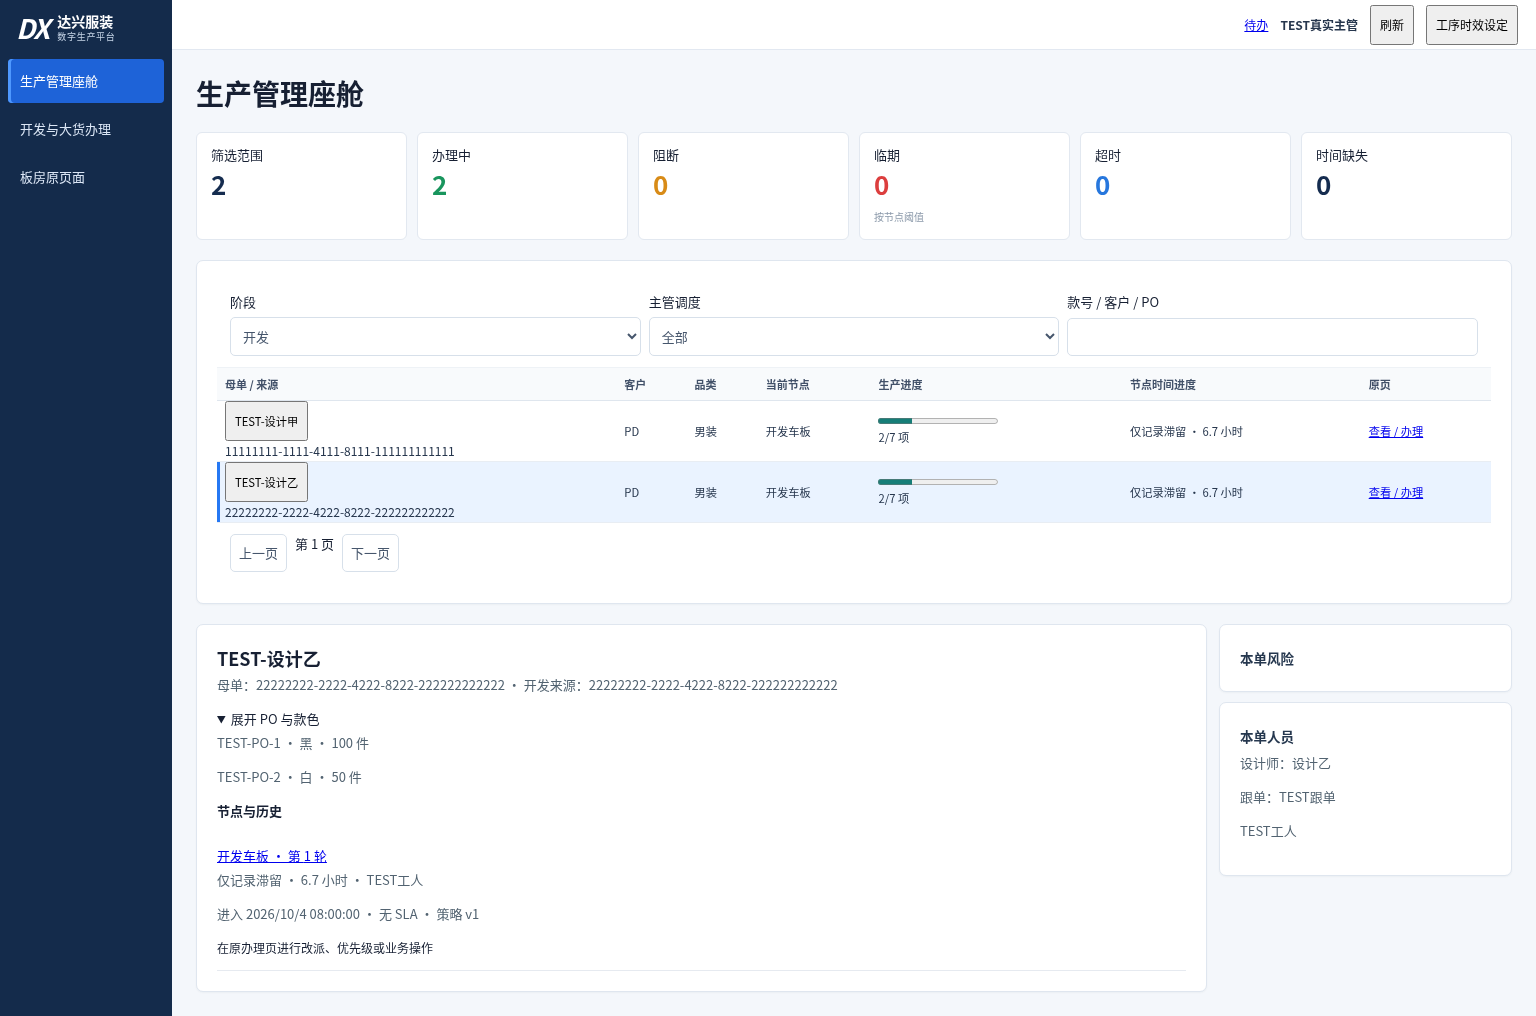 DX 达兴服装
数字生产平台
生产管理座舱
开发与大货办理
板房原页面
待办 TEST真实主管 刷新 工序时效设定
生产管理座舱
筛选范围
2
办理中
2
阻断
0
临期
0
按节点阈值
超时
0
时间缺失
0
阶段 主管调度 款号 / 客户 / PO
开发 全部
母单 / 来源 客户 品类 当前节点 生产进度 节点时间进度 原页
TEST-设计甲
11111111-1111-4111-8111-111111111111
PD 男装 开发车板 2/7 项 仅记录滞留 · 6.7 小时 查看 / 办理
TEST-设计乙
22222222-2222-4222-8222-222222222222
PD 男装 开发车板 2/7 项 仅记录滞留 · 6.7 小时 查看 / 办理
上一页 第 1 页 下一页
TEST-设计乙
母单：22222222-2222-4222-8222-222222222222 · 开发来源：22222222-2222-4222-8222-222222222222
▼ 展开 PO 与款色
TEST-PO-1 · 黑 · 100 件
TEST-PO-2 · 白 · 50 件
节点与历史
开发车板 · 第 1 轮
仅记录滞留 · 6.7 小时 · TEST工人
进入 2026/10/4 08:00:00 · 无 SLA · 策略 v1
在原办理页进行改派、优先级或业务操作
本单风险
本单人员
设计师：设计乙
跟单：TEST跟单
TEST工人